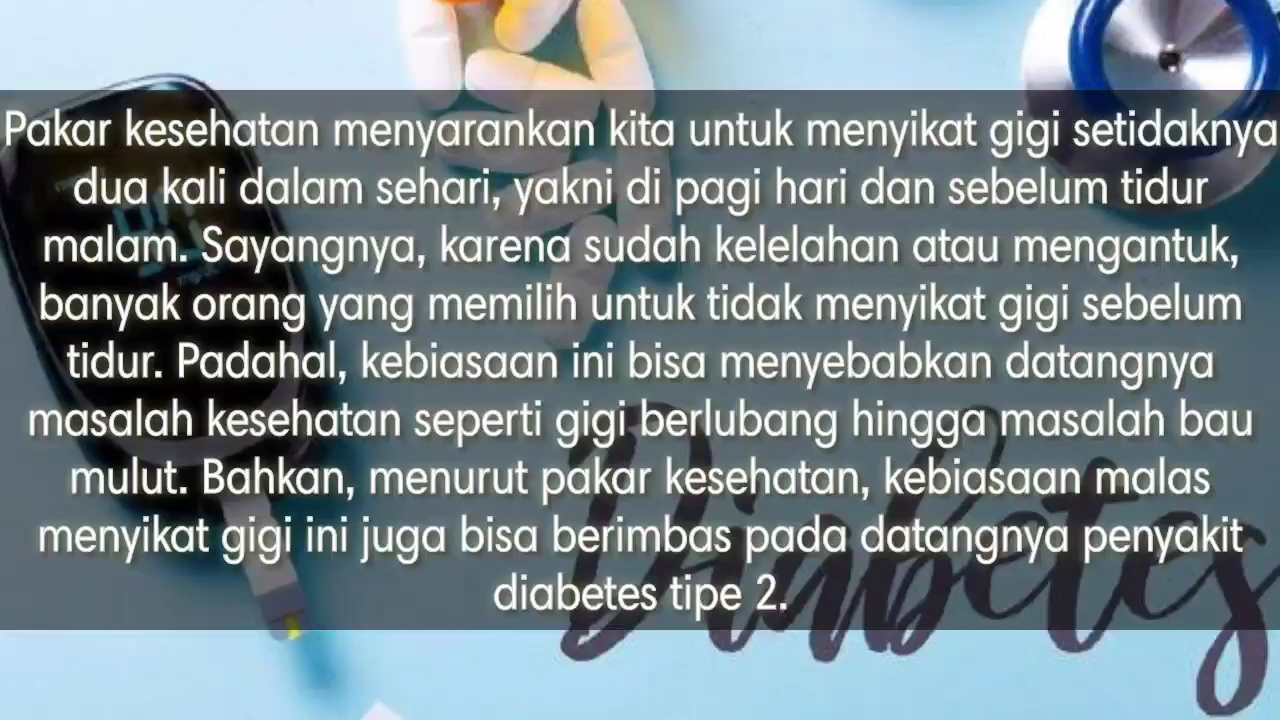 Pakar kesehatan menyarankan kita untuk menyikat gigi setidaknya
dua kali dalam sehari, yakni di pagi hari dan sebelum tidur
malam. Sayangnya, karena sudah kelelahan atau mengantuk,
banyak orang yang memilih untuk tidak menyikat gigi sebelum
tidur. Padahal, kebiasaan ini bisa menyebabkan datangnya
masalah kesehatan seperti gigi berlubang hingga masalah bau
mulut. Bahkan, menurut pakar kesehatan, kebiasaan malas
menyikat gigi ini juga bisa berimbas pada datangnya penyakit
diabetes tipe 2.
Diabetes